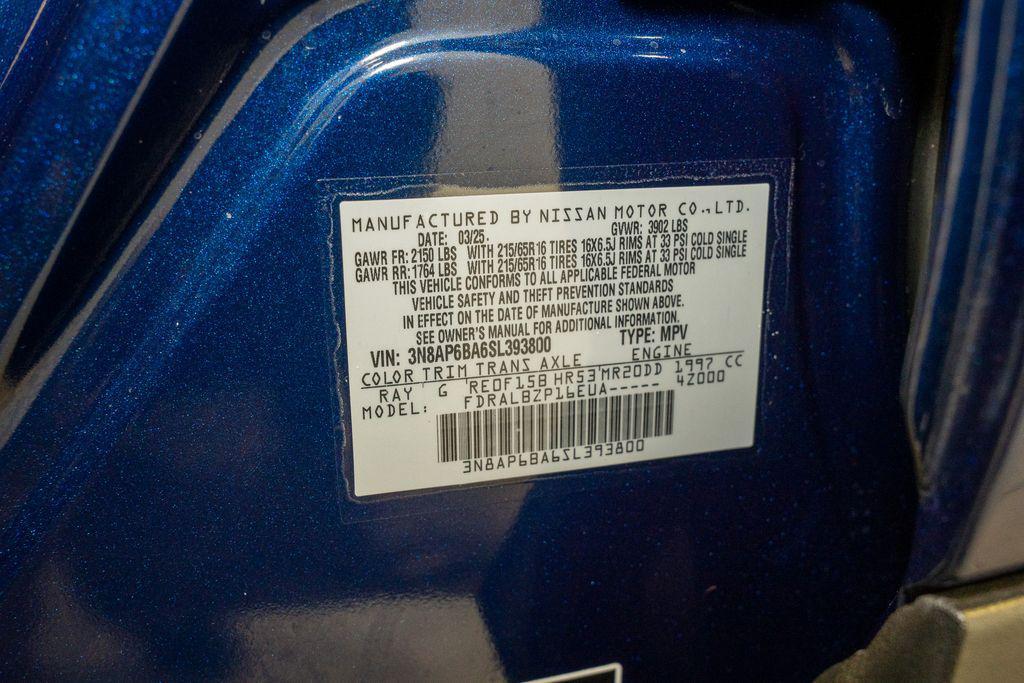 MANUFACTURED BY NISSAN MOTOR CO., LTD.
DATE: 03/25. GVWR: 3902 LBS
GAWR FR: 2150 LBS WITH 215/65R16 TIRES 16X6.5J RIMS AT 33 PSI COLD SINGLE
GAWR RR: 1764 LBS WITH 215/65R16 TIRES 16X6.5J RIMS AT 33 PSI COLD SINGLE
THIS VEHICLE CONFORMS TO ALL APPLICABLE FEDERAL MOTOR
VEHICLE SAFETY AND THEFT PREVENTION STANDARDS
IN EFFECT ON THE DATE OF MANUFACTURE SHOWN ABOVE.
SEE OWNER'S MANUAL FOR ADDITIONAL INFORMATION.
VIN: 3N8AP6BA6SL393800 TYPE: MPV
COLOR TRIM TRANS AXLE ENGINE
RAY G RE0F15B HR53 MR20DD 1997 CC
MODEL: FDRALBZP16EUA----- 4Z000
3N8AP6BA6SL393800